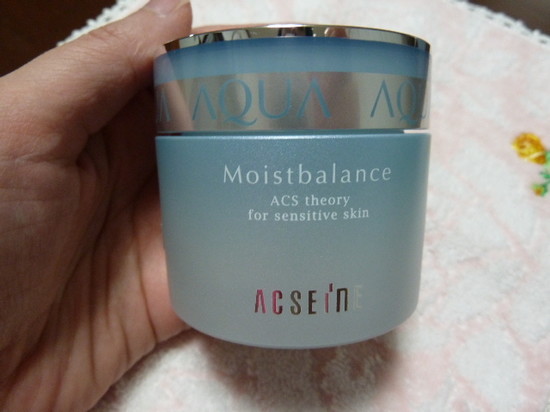 A AQUA AQU
Moistbalance
ACS theory
for sensitive skin
ACSEINE